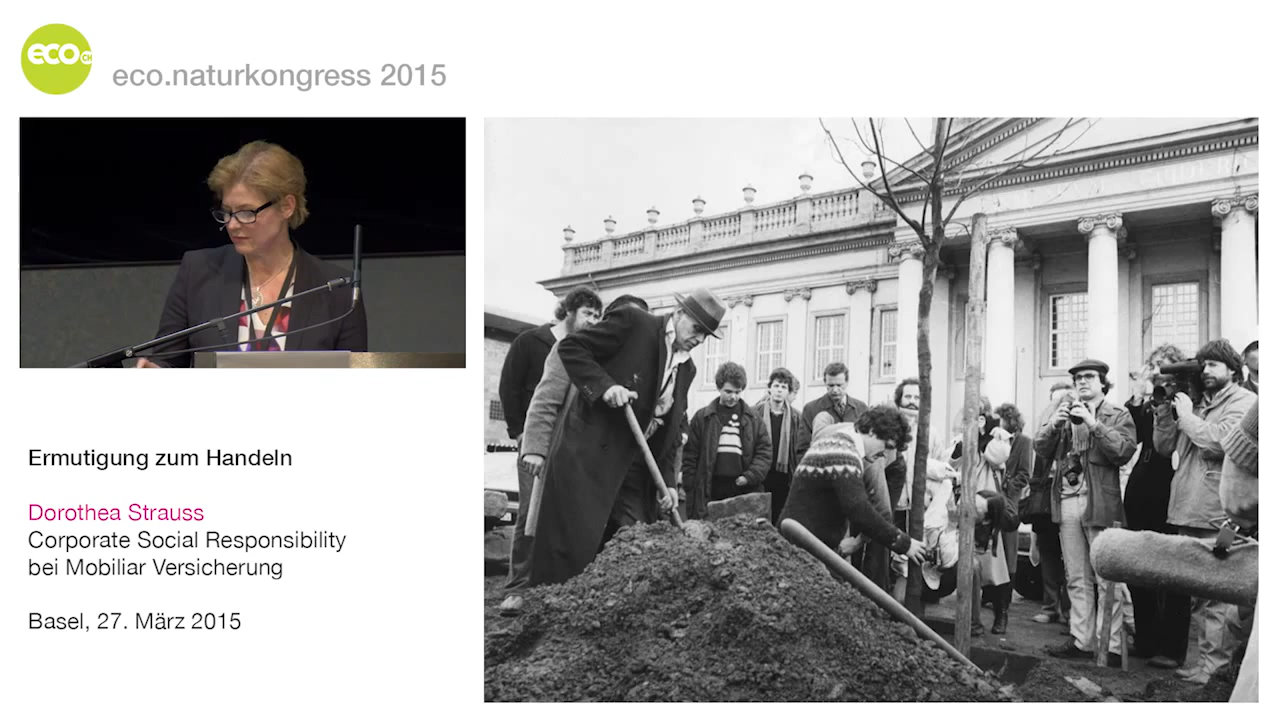 eco CH
eco.naturkongress 2015
Ermutigung zum Handeln
Dorothea Strauss
Corporate Social Responsibility
bei Mobiliar Versicherung
Basel, 27. März 2015